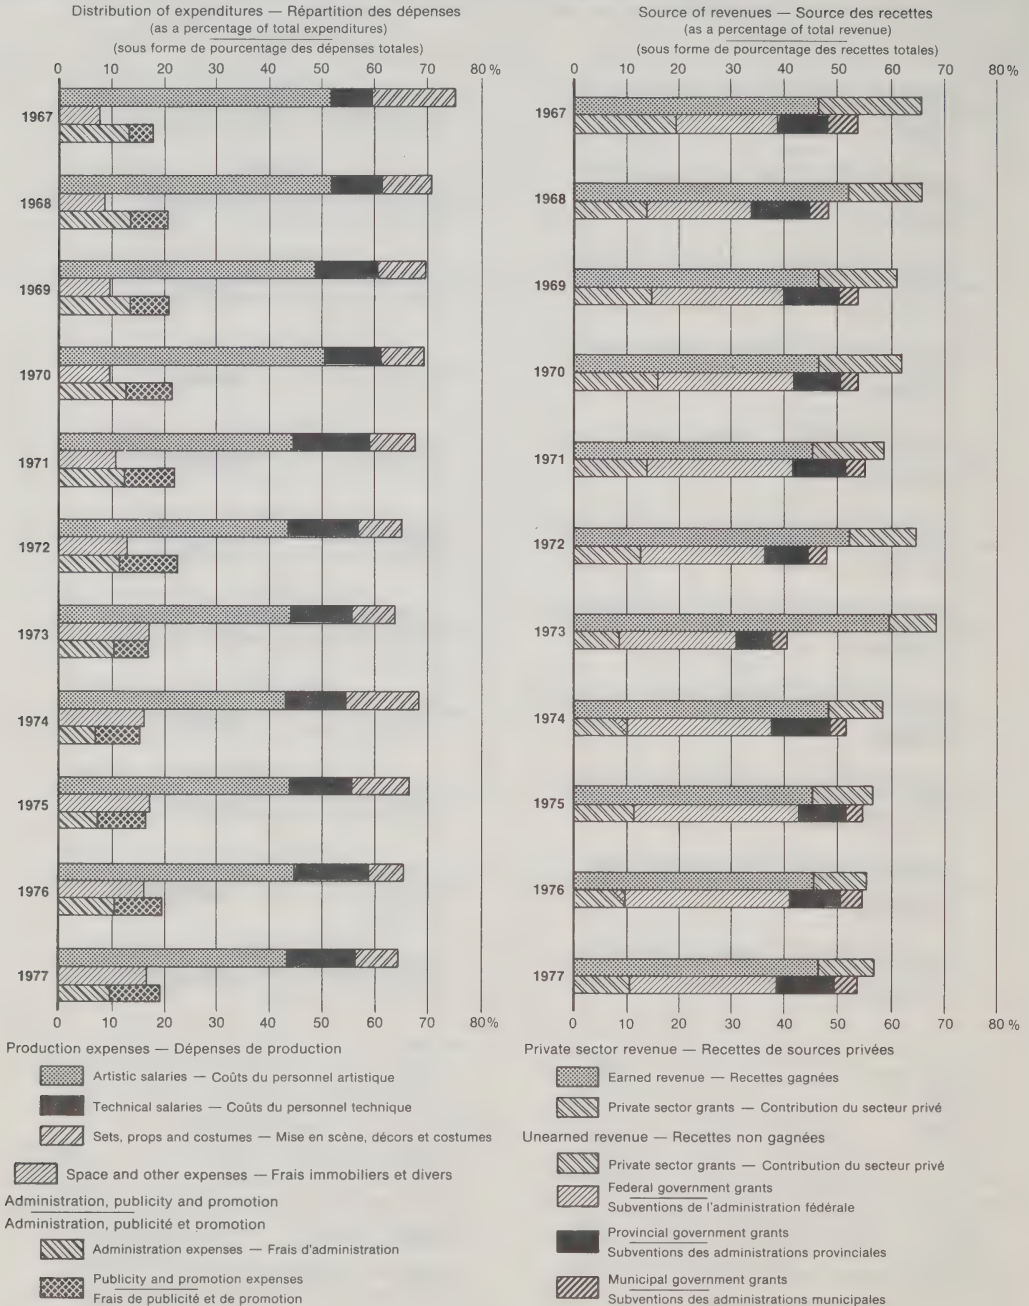 Distribution of expenditures — Répartition des dépenses
(as a percentage of total expenditures)
(sous forme de pourcentage des dépenses totales)
0 10 20 30 40 50 60 70 80 %
1967
1968
1969
1970
1971
1972
1973
1974
1975
1976
1977
0 10 20 30 40 50 60 70 80%
Production expenses — Dépenses de production
Artistic salaries — Coûts du personnel artistique
Technical salaries — Coûts du personnel technique
Sets, props and costumes — Mise en scène, décors et costumes
Space and other expenses — Frais immobiliers et divers
Administration, publicity and promotion
Administration, publicité et promotion
Administration expenses — Frais d'administration
Publicity and promotion expenses
Frais de publicité et de promotion
Source of revenues — Source des recettes
(as a percentage of total revenue)
(sous forme de pourcentage des recettes totales)
0 10 20 30 40 50 60 70 80 %
1967
1968
1969
1970
1971
1972
1973
1974
1975
1976
1977
0 10 20 30 40 50 60 70 80 %
Private sector revenue — Recettes de sources privées
Earned revenue — Recettes gagnées
Private sector grants — Contribution du secteur privé
Unearned revenue — Recettes non gagnées
Private sector grants — Contribution du secteur privé
Federal government grants
Subventions de l'administration fédérale
Provincial government grants
Subventions des administrations provinciales
Municipal government grants
Subventions des administrations municipales